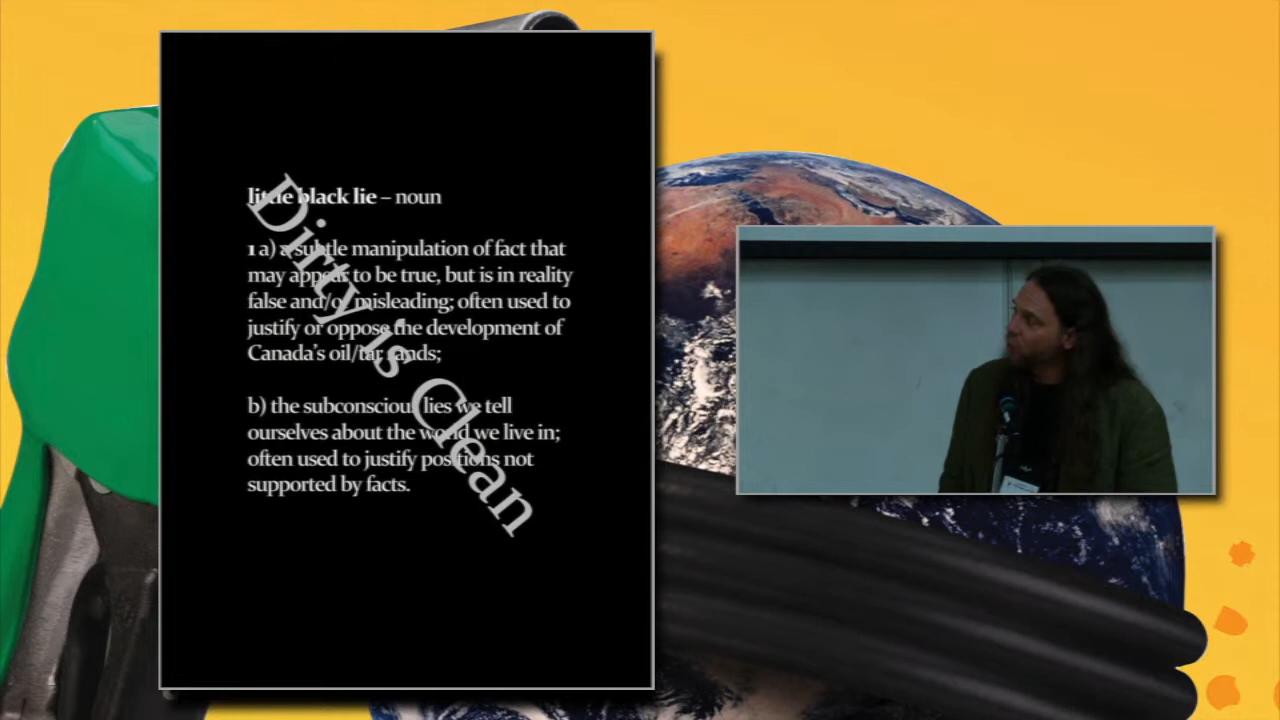 little black lie – noun
1 a) a subtle manipulation of fact that
may appear to be true, but is in reality
false and/or misleading; often used to
justify or oppose the development of
Canada's oil/tar sands;
b) the subconscious lies we tell
ourselves about the world we live in;
often used to justify positions not
supported by facts.
Dirty is Clean